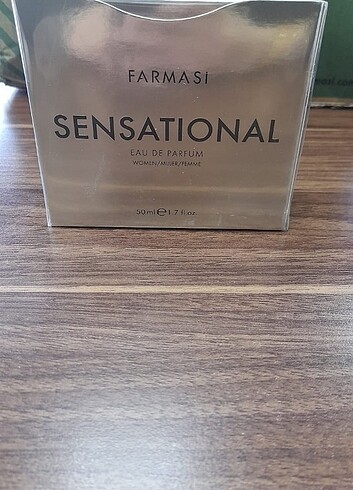 FARMASİ
SENSATIONAL
EAU DE PARFUM
WOMEN/MUJER/FEMME
50 ml ℮ 1.7 fl.oz